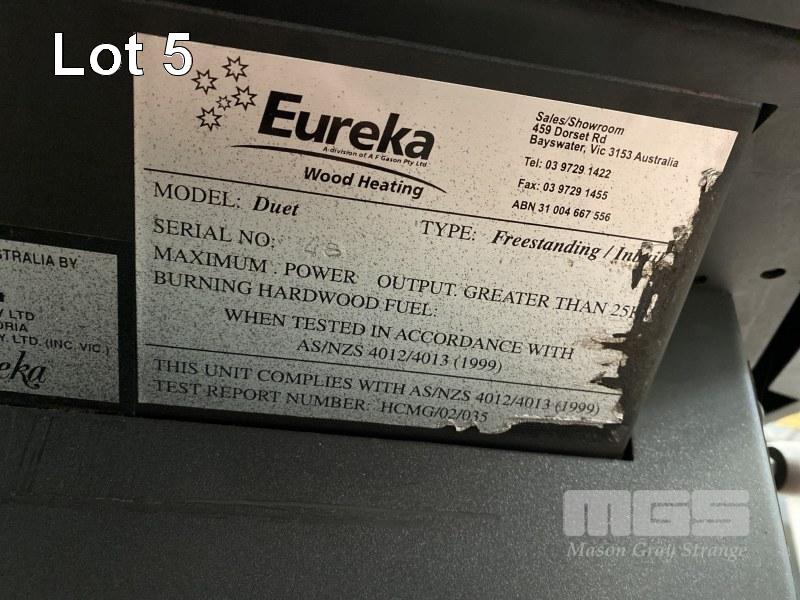 Lot 5
Eureka
A division of A F Gason Pty Ltd
Wood Heating
Sales/Showroom
459 Dorset Rd
Bayswater, Vic 3153 Australia
Tel: 03 9729 1422
Fax: 03 9729 1455
ABN 31 004 667 556
MODEL: Duet
TYPE: Freestanding /
SERIAL NO: 48
MAXIMUM . POWER OUTPUT. GREATER THAN 25
BURNING HARDWOOD FUEL:
WHEN TESTED IN ACCORDANCE WITH
AS/NZS 4012/4013 (1999)
THIS UNIT COMPLIES WITH AS/NZS 4012/4013 (1999)
TEST REPORT NUMBER: HCMG/02/035
STRALIA BY
Y LTD
ORIA
Y. LTD. (INC. VIC.)
eka
MGS
Mason Gray Strange